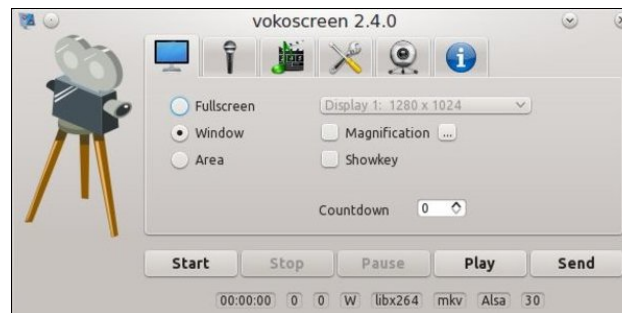 vokoscreen 2.4.0
Fullscreen Display 1: 1280 x 1024
Window Magnification ...
Area Showkey
Countdown 0
Start Stop Pause Play Send
00:00:00 0 0 W libx264 mkv Alsa 30